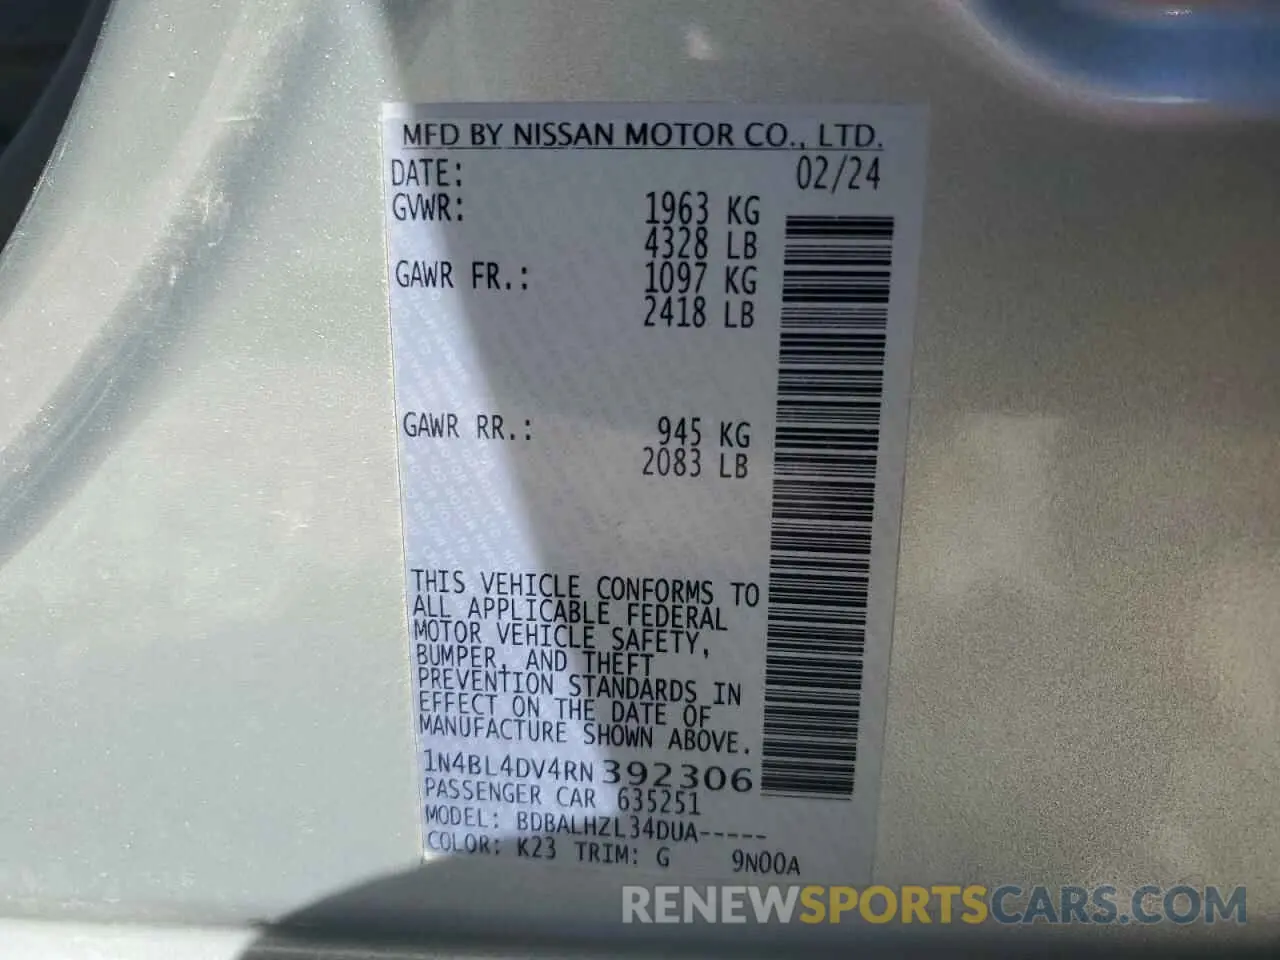 MFD BY NISSAN MOTOR CO., LTD.
DATE: 02/24
GVWR: 1963 KG
4328 LB
GAWR FR.: 1097 KG
2418 LB
GAWR RR.: 945 KG
2083 LB
THIS VEHICLE CONFORMS TO
ALL APPLICABLE FEDERAL
MOTOR VEHICLE SAFETY,
BUMPER, AND THEFT
PREVENTION STANDARDS IN
EFFECT ON THE DATE OF
MANUFACTURE SHOWN ABOVE.
1N4BL4DV4RN392306
PASSENGER CAR 635251
MODEL: BDBALHZL34DUA-----
COLOR: K23 TRIM: G 9N00A
RENEWSPORTSCARS.COM